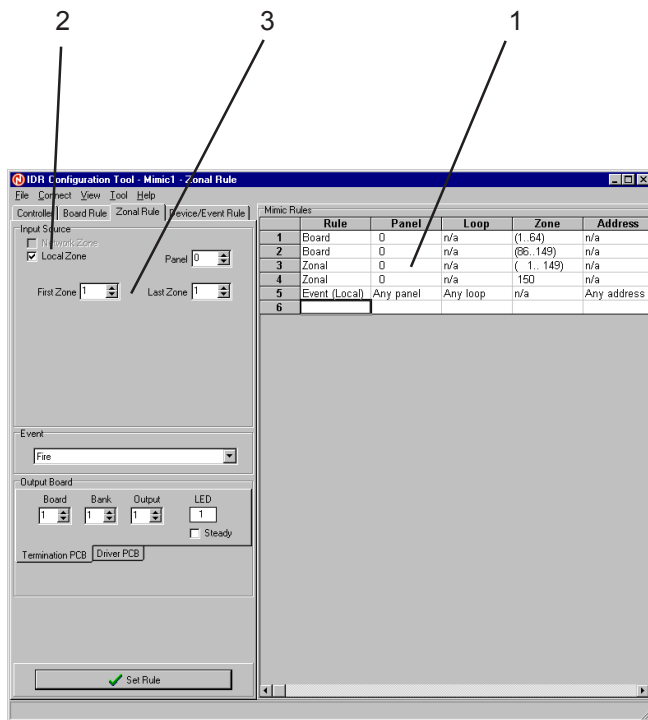 2 3 1
IDR Configuration Tool - Mimic1 - Zonal Rule
File Connect View Tool Help
Controller Board Rule Zonal Rule Device/Event Rule
Input Source
Network Zone
Local Zone Panel 0
First Zone 1 Last Zone 1
Event
Fire
Output Board
Board Bank Output LED
1 1 1 1
Steady
Termination PCB Driver PCB
Set Rule
Mimic Rules
Rule Panel Loop Zone Address
1 Board 0 n/a (1..64) n/a
2 Board 0 n/a (86..149) n/a
3 Zonal 0 n/a ( 1.. 149) n/a
4 Zonal 0 n/a 150 n/a
5 Event (Local) Any panel Any loop n/a Any address
6